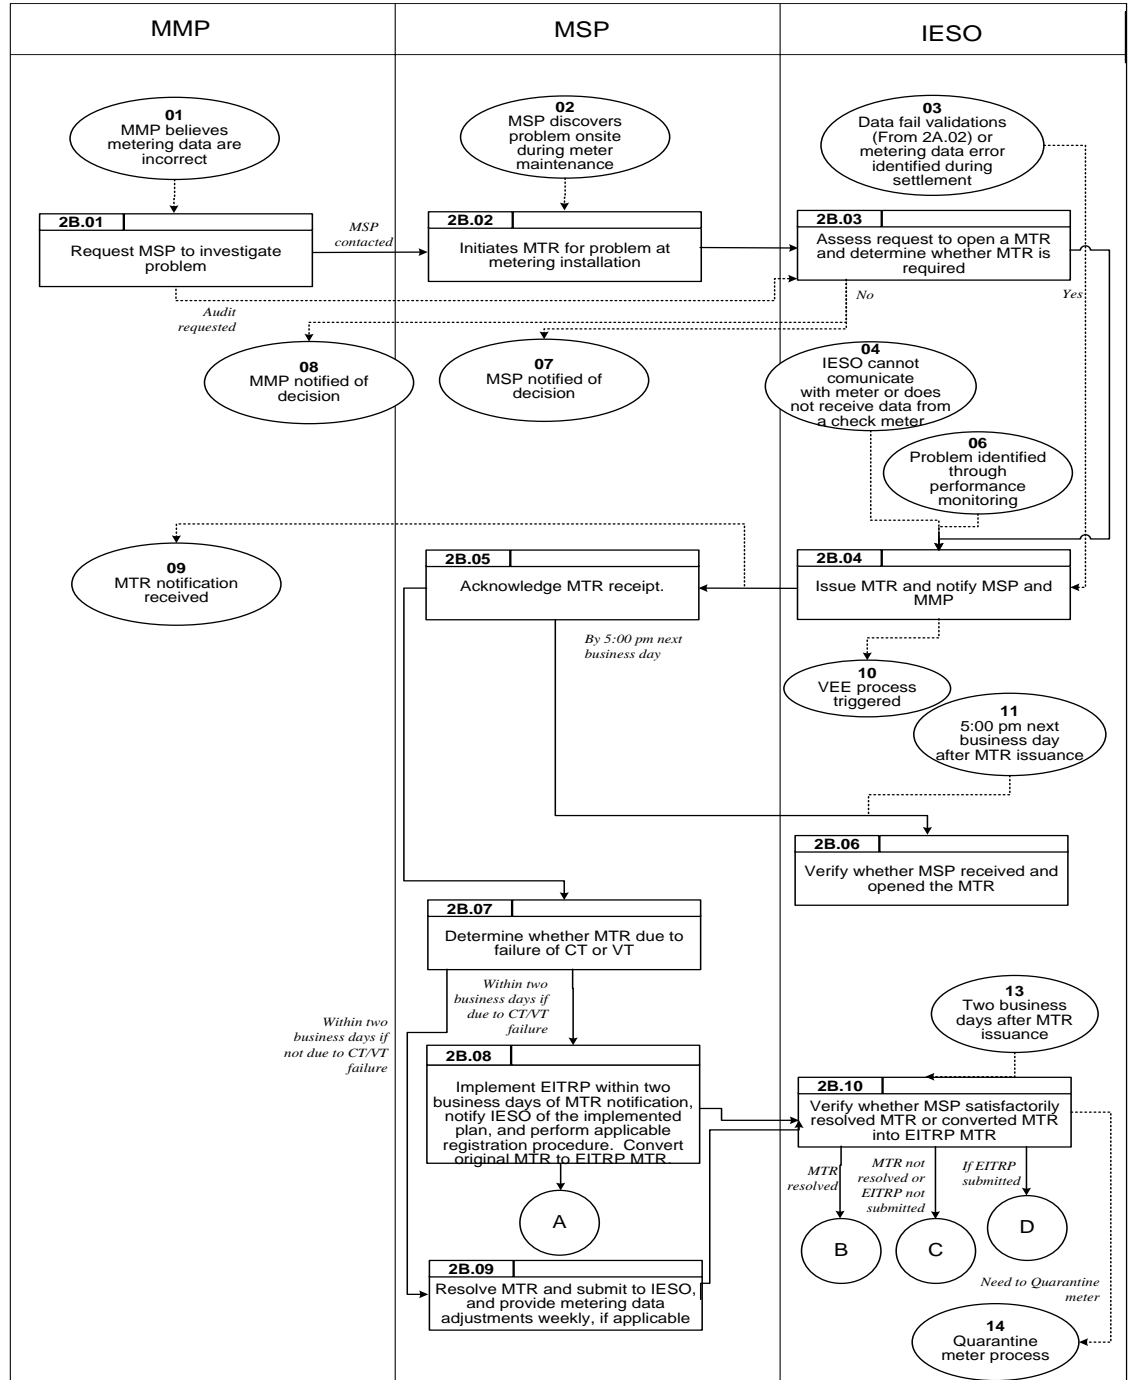 MMP
MSP
IESO
01
MMP believes
metering data are
incorrect
02
MSP discovers
problem onsite
during meter
maintenance
03
Data fail validations
(From 2A.02) or
metering data error
identified during
settlement
2B.01
Request MSP to investigate
problem
MSP
contacted
2B.02
Initiates MTR for problem at
metering installation
2B.03
Assess request to open a MTR
and determine whether MTR is
required
Audit
requested
No
Yes
08
MMP notified of
decision
07
MSP notified of
decision
04
IESO cannot
comunicate
with meter or does
not receive data from
a check meter
06
Problem identified
through
performance
monitoring
09
MTR notification
received
2B.05
Acknowledge MTR receipt.
2B.04
Issue MTR and notify MSP and
MMP
By 5:00 pm next
business day
10
VEE process
triggered
11
5:00 pm next
business day
after MTR issuance
2B.06
Verify whether MSP received and
opened the MTR
2B.07
Determine whether MTR due to
failure of CT or VT
Within two
business days if
due to CT/VT
failure
Within two
business days if
not due to CT/VT
failure
13
Two business
days after MTR
issuance
2B.08
Implement EITRP within two
business days of MTR notification,
notify IESO of the implemented
plan, and perform applicable
registration procedure. Convert
original MTR to EITRP MTR.
2B.10
Verify whether MSP satisfactorily
resolved MTR or converted MTR
into EITRP MTR
MTR
resolved
MTR not
resolved or
EITRP not
submitted
If EITRP
submitted
A
B
C
D
2B.09
Resolve MTR and submit to IESO,
and provide metering data
adjustments weekly, if applicable
Need to Quarantine
meter
14
Quarantine
meter process